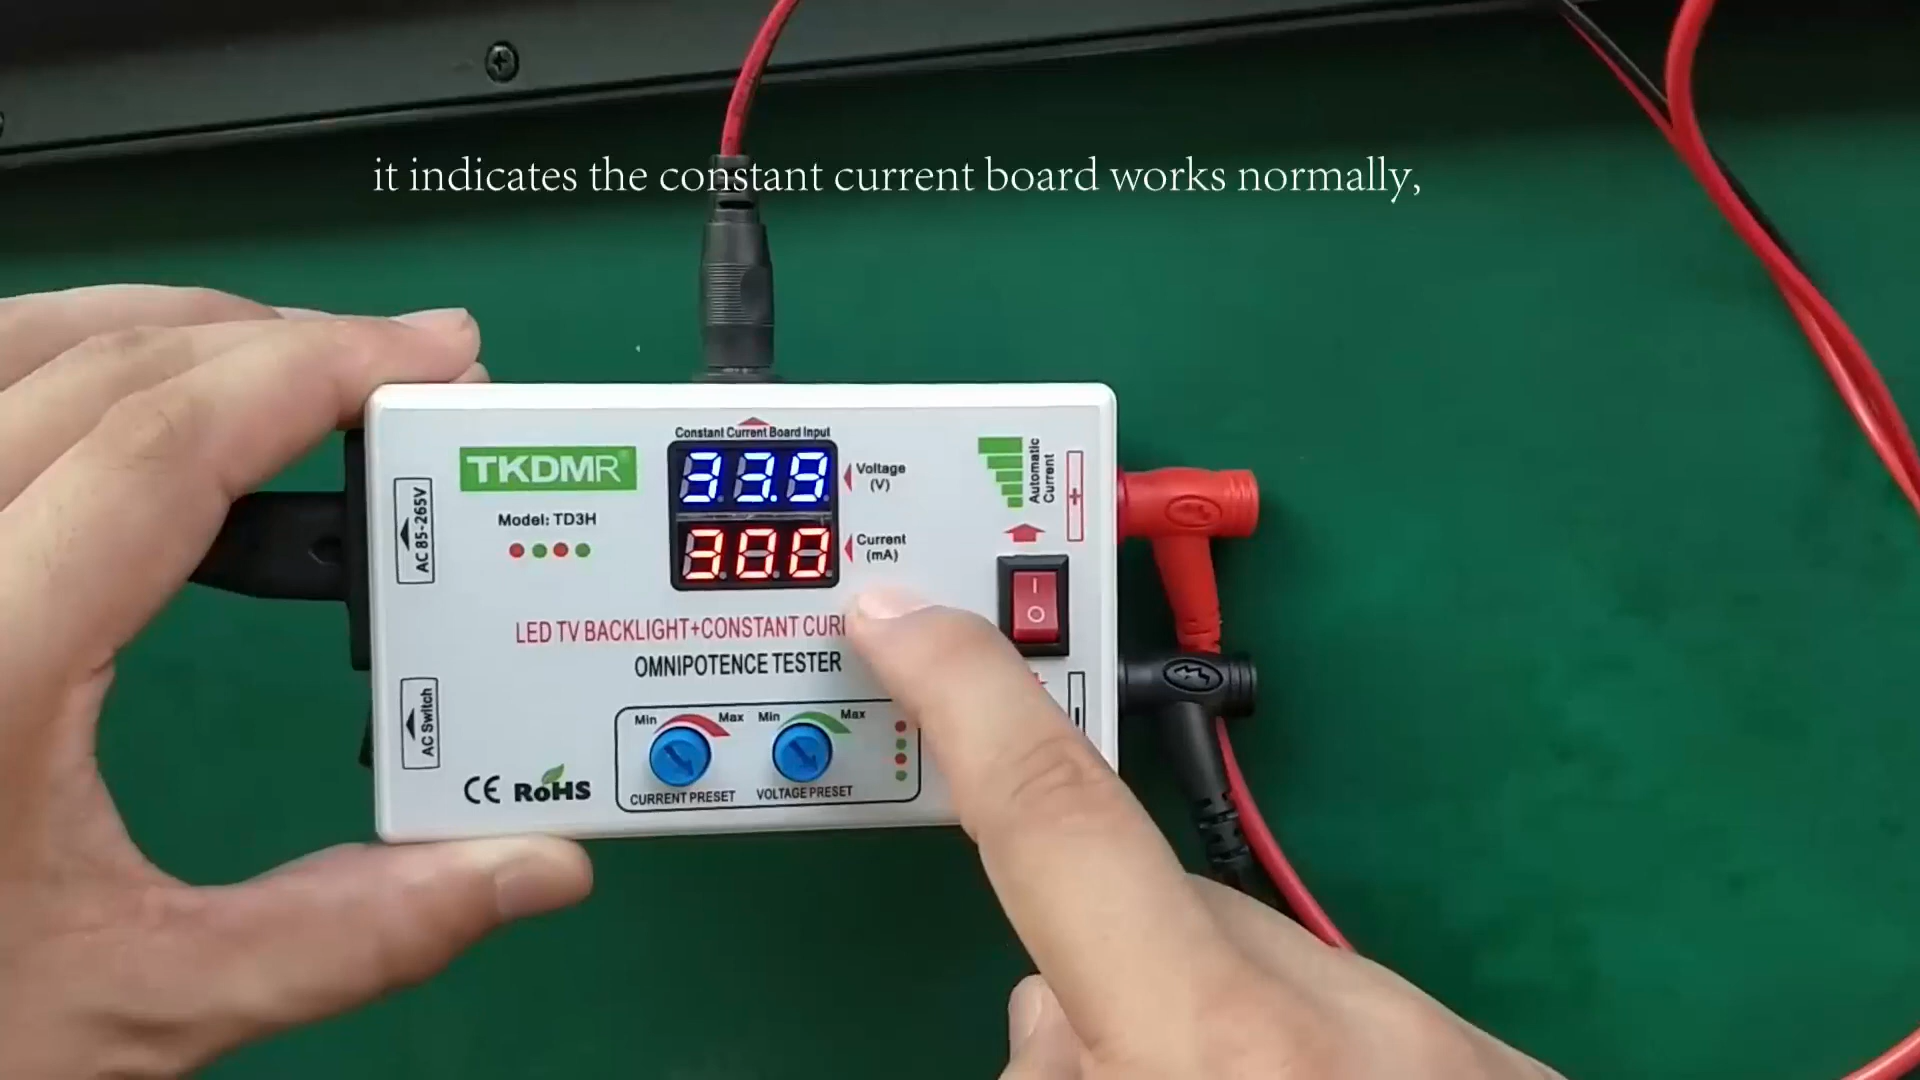 it indicates the constant current board works normally,
Constant Current Board Input
TKDMR®
Model: TD3H
33.9
Voltage
(V)
300
Current
(mA)
Automatic
Current
+
AC 85-265V
I
O
LED TV BACKLIGHT+CONSTANT
OMNIPOTENCE TESTER
AC Switch
Min
Max
Min
Max
CURRENT PRESET
VOLTAGE PRESET
CE RoHS